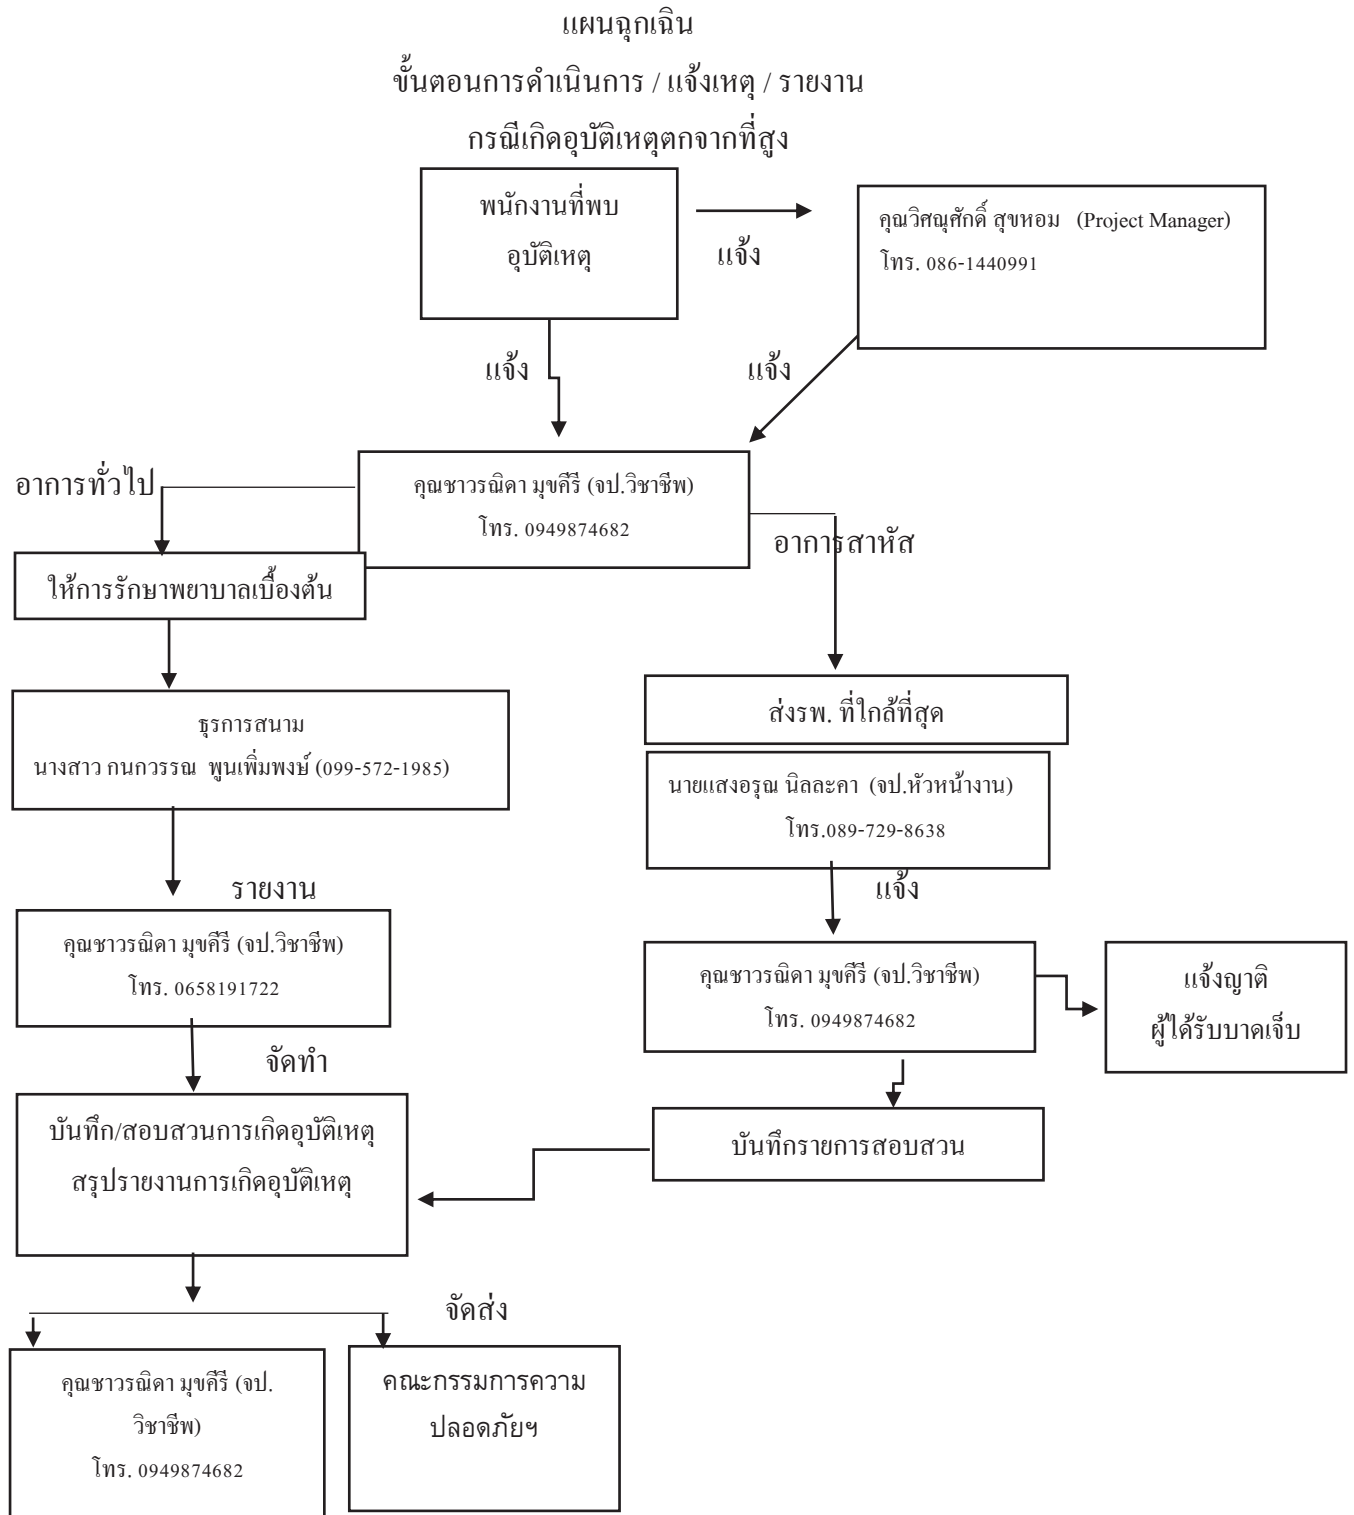 แผนฉุกเฉิน
ขั้นตอนการดำเนินการ / แจ้งเหตุ / รายงาน
กรณีเกิดอุบัติเหตุตกจากที่สูง
พนักงานที่พบ
อุบัติเหตุ
แจ้ง
คุณวิศณุศักดิ์ สุขหอม (Project Manager)
โทร. 086-1440991
แจ้ง
แจ้ง
คุณชาวรณิดา มุขคีรี (จป.วิชาชีพ)
โทร. 0949874682
อาการทั่วไป
อาการสาหัส
ให้การรักษาพยาบาลเบื้องต้น
ธุรการสนาม
นางสาว กนกวรรณ พูนเพิ่มพงษ์ (099-572-1985)
ส่งรพ. ที่ใกล้ที่สุด
นายแสงอรุณ นิลละคา (จป.หัวหน้างาน)
โทร.089-729-8638
รายงาน
แจ้ง
คุณชาวรณิดา มุขคีรี (จป.วิชาชีพ)
โทร. 0658191722
คุณชาวรณิดา มุขคีรี (จป.วิชาชีพ)
โทร. 0949874682
แจ้งญาติ
ผู้ได้รับบาดเจ็บ
จัดทำ
บันทึก/สอบสวนการเกิดอุบัติเหตุ
สรุปรายงานการเกิดอุบัติเหตุ
บันทึกรายการสอบสวน
จัดส่ง
คุณชาวรณิดา มุขคีรี (จป.
วิชาชีพ)
โทร. 0949874682
คณะกรรมการความ
ปลอดภัยฯ